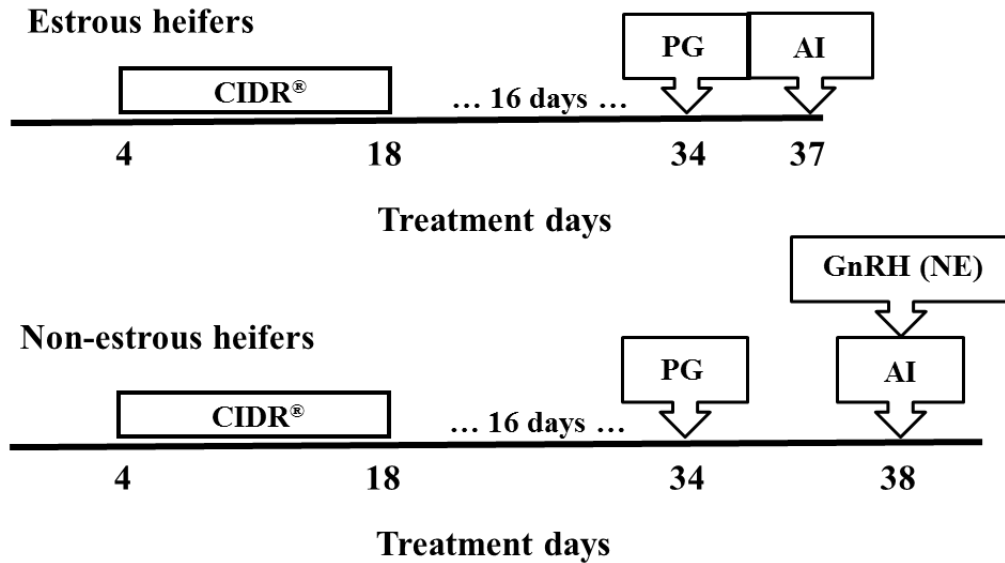 Estrous heifers
PG AI
CIDR®
... 16 days ...
4 18 34 37
Treatment days
GnRH (NE)
Non-estrous heifers
PG AI
CIDR®
... 16 days ...
4 18 34 38
Treatment days